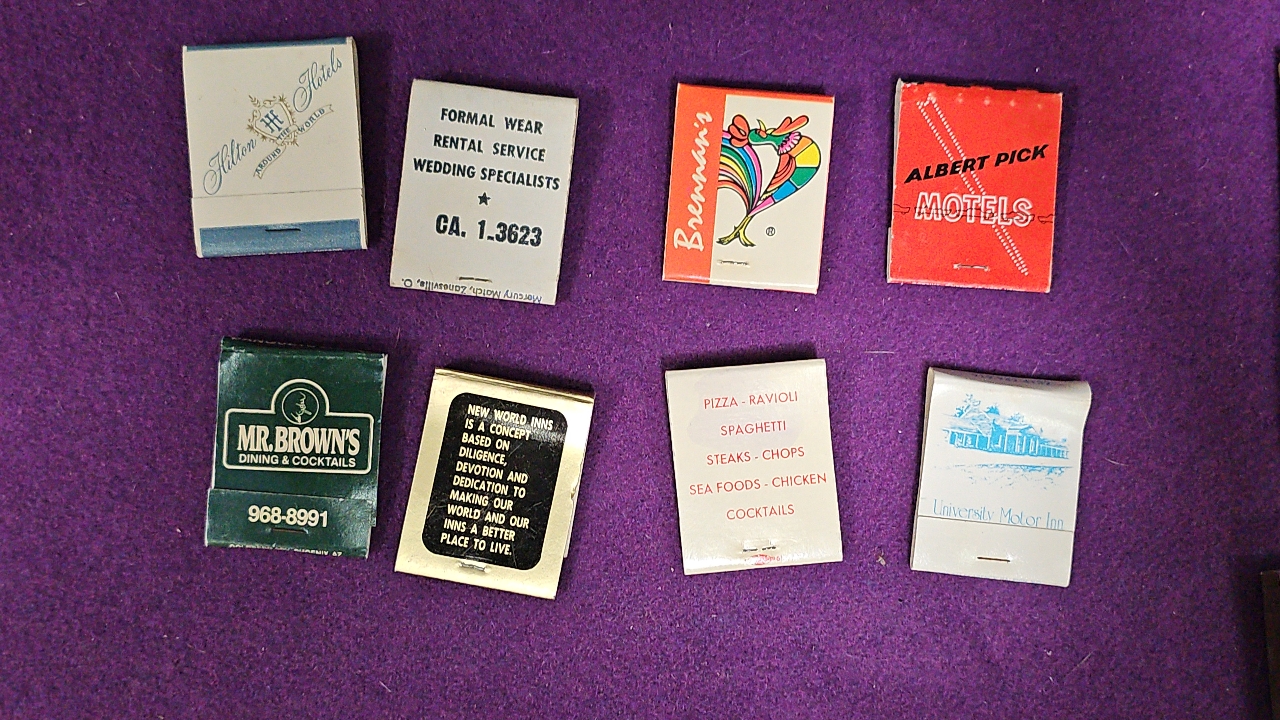 Hilton Hotels
AROUND THE WORLD
FORMAL WEAR
RENTAL SERVICE
WEDDING SPECIALISTS
★
CA. 1-3623
Mercury Match, Zanesville, O.
Brennan's
®
ALBERT PICK
MOTELS
MR. BROWN'S
DINING & COCKTAILS
968-8991
PHOENIX AZ
NEW WORLD INNS
IS A CONCEPT
BASED ON
DILIGENCE,
DEVOTION AND
DEDICATION TO
MAKING OUR
WORLD AND OUR
INNS A BETTER
PLACE TO LIVE.
PIZZA - RAVIOLI
SPAGHETTI
STEAKS - CHOPS
SEA FOODS - CHICKEN
COCKTAILS
University Motor Inn